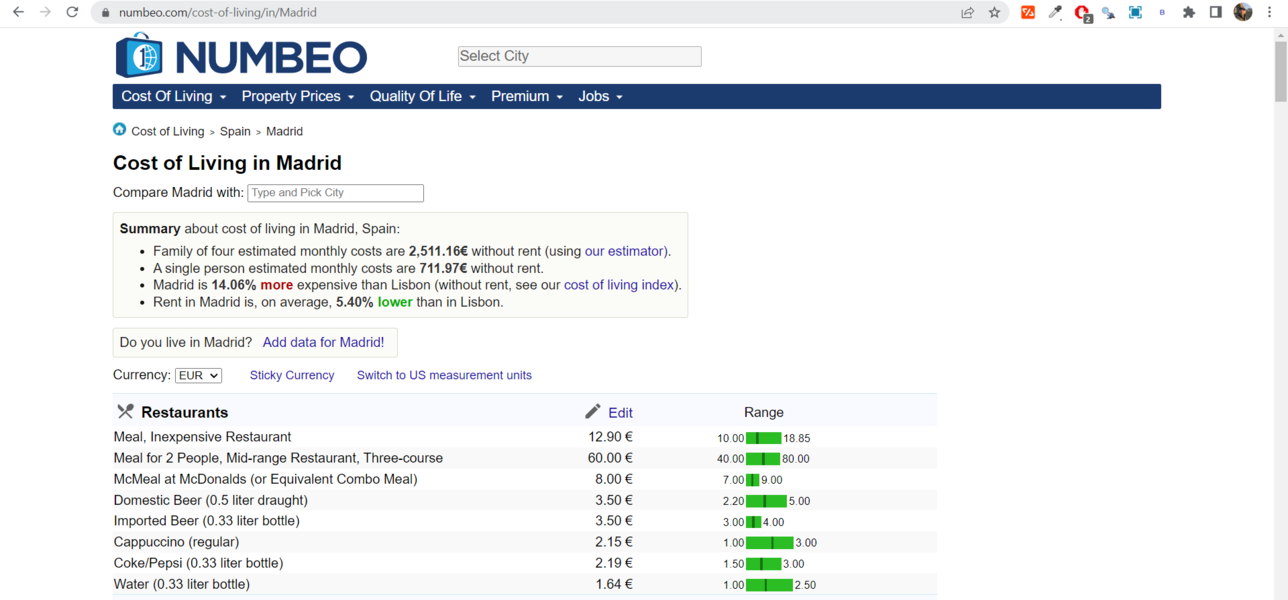 numbeo.com/cost-of-living/in/Madrid
2
B
1 NUMBEO
Select City
Cost Of Living Property Prices Quality Of Life Premium Jobs
Cost of Living > Spain > Madrid
Cost of Living in Madrid
Compare Madrid with: Type and Pick City
Summary about cost of living in Madrid, Spain:
• Family of four estimated monthly costs are 2,511.16€ without rent (using our estimator).
• A single person estimated monthly costs are 711.97€ without rent.
• Madrid is 14.06% more expensive than Lisbon (without rent, see our cost of living index).
• Rent in Madrid is, on average, 5.40% lower than in Lisbon.
Do you live in Madrid? Add data for Madrid!
Currency: EUR Sticky Currency Switch to US measurement units
Restaurants Edit Range
Meal, Inexpensive Restaurant 12.90 € 10.00 18.85
Meal for 2 People, Mid-range Restaurant, Three-course 60.00 € 40.00 80.00
McMeal at McDonalds (or Equivalent Combo Meal) 8.00 € 7.00 9.00
Domestic Beer (0.5 liter draught) 3.50 € 2.20 5.00
Imported Beer (0.33 liter bottle) 3.50 € 3.00 4.00
Cappuccino (regular) 2.15 € 1.00 3.00
Coke/Pepsi (0.33 liter bottle) 2.19 € 1.50 3.00
Water (0.33 liter bottle) 1.64 € 1.00 2.50